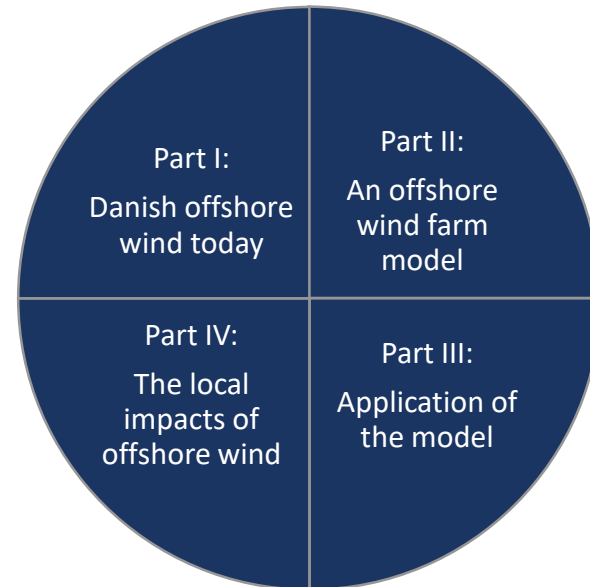 Part I:
Danish offshore
wind today
Part II:
An offshore
wind farm
model
Part III:
Application of
the model
Part IV:
The local
impacts of
offshore wind